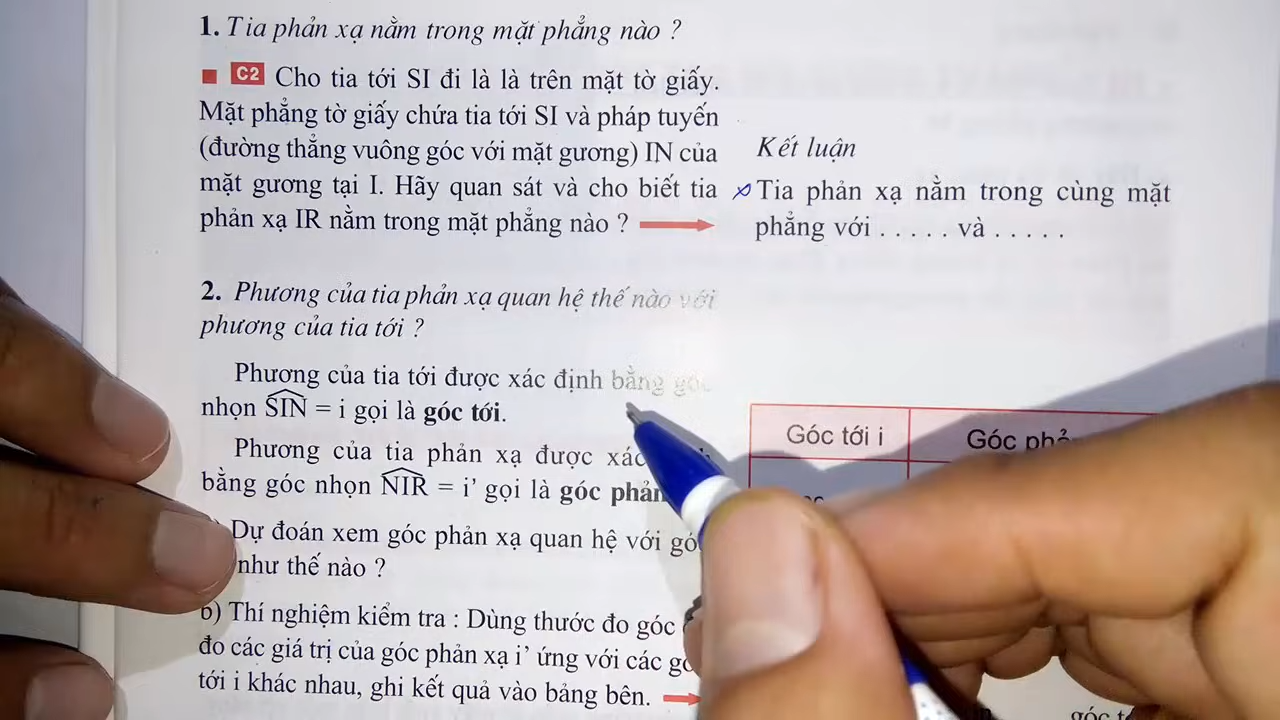 1. Tia phản xạ nằm trong mặt phẳng nào ?
C2 Cho tia tới SI đi là là trên mặt tờ giấy.
Mặt phẳng tờ giấy chứa tia tới SI và pháp tuyến
(đường thẳng vuông góc với mặt gương) IN của
mặt gương tại I. Hãy quan sát và cho biết tia
phản xạ IR nằm trong mặt phẳng nào ?
Kết luận
Tia phản xạ nằm trong cùng mặt
phẳng với . . . . . và . . . . .
2. Phương của tia phản xạ quan hệ thế nào với
phương của tia tới ?
Phương của tia tới được xác định bằng góc
nhọn SIN = i gọi là góc tới.
Phương của tia phản xạ được
bằng góc nhọn NIR = i’ gọi là góc phản
Dự đoán xem góc phản xạ quan hệ với
như thế nào ?
b) Thí nghiệm kiểm tra : Dùng thước đo góc
đo các giá trị của góc phản xạ i’ ứng với các
tới i khác nhau, ghi kết quả vào bảng bên.
Góc tới i
Góc
góc